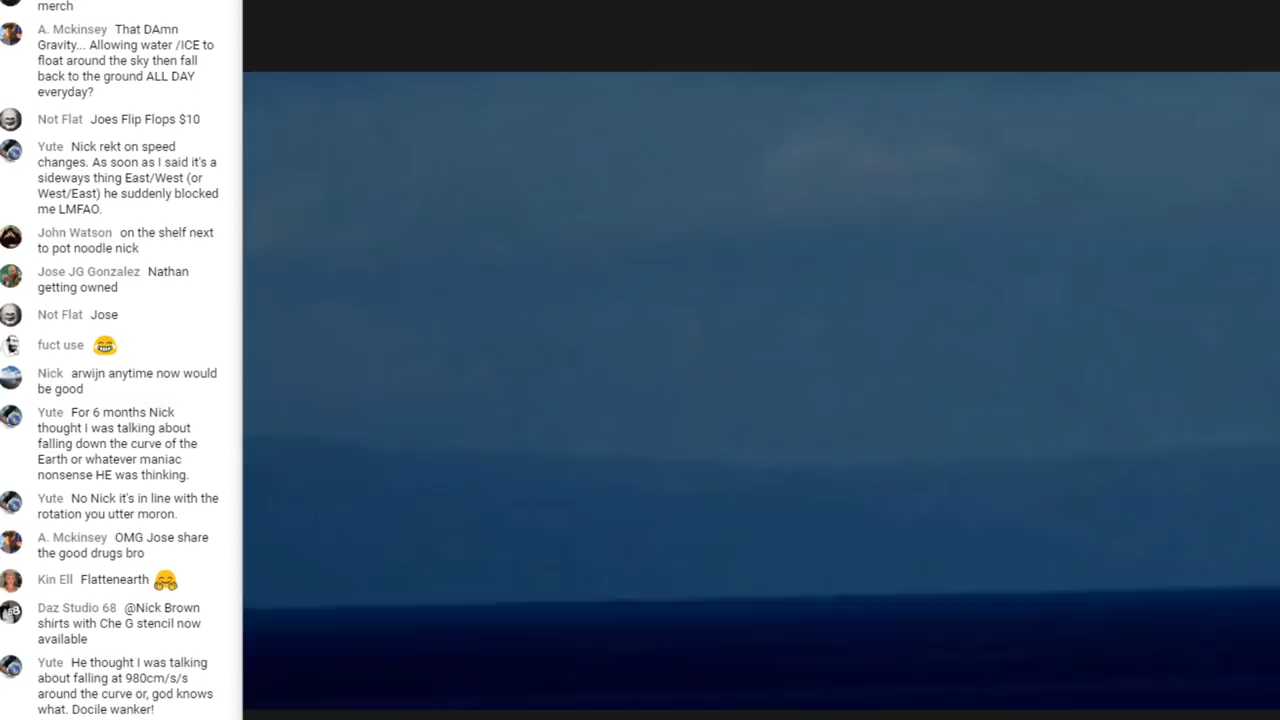 merch
A. Mckinsey That DAmn
Gravity... Allowing water /ICE to
float around the sky then fall
back to the ground ALL DAY
everyday?
Not Flat Joes Flip Flops $10
Yute Nick rekt on speed
changes. As soon as I said it's a
sideways thing East/West (or
West/East) he suddenly blocked
me LMFAO.
John Watson on the shelf next
to pot noodle nick
Jose JG Gonzalez Nathan
getting owned
Not Flat Jose
fuct use
Nick arwijn anytime now would
be good
Yute For 6 months Nick
thought I was talking about
falling down the curve of the
Earth or whatever maniac
nonsense HE was thinking.
Yute No Nick it's in line with the
rotation you utter moron.
A. Mckinsey OMG Jose share
the good drugs bro
Kin Ell Flattenearth
Daz Studio 68 @Nick Brown
shirts with Che G stencil now
available
Yute He thought I was talking
about falling at 980cm/s/s
around the curve or, god knows
what. Docile wanker!